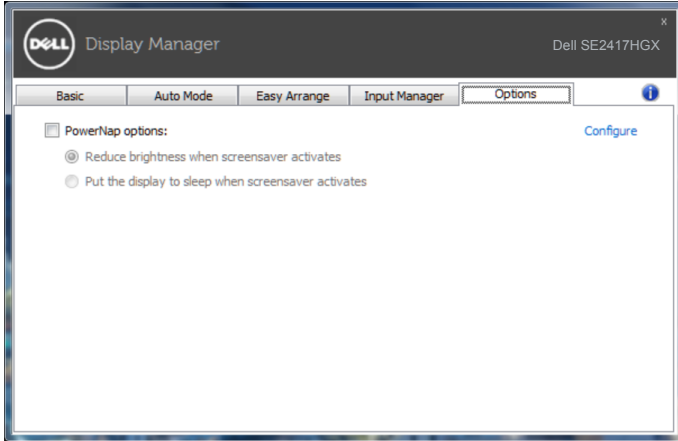 x
DELL Display Manager Dell SE2417HGX
Basic Auto Mode Easy Arrange Input Manager Options i
PowerNap options: Configure
Reduce brightness when screensaver activates
Put the display to sleep when screensaver activates